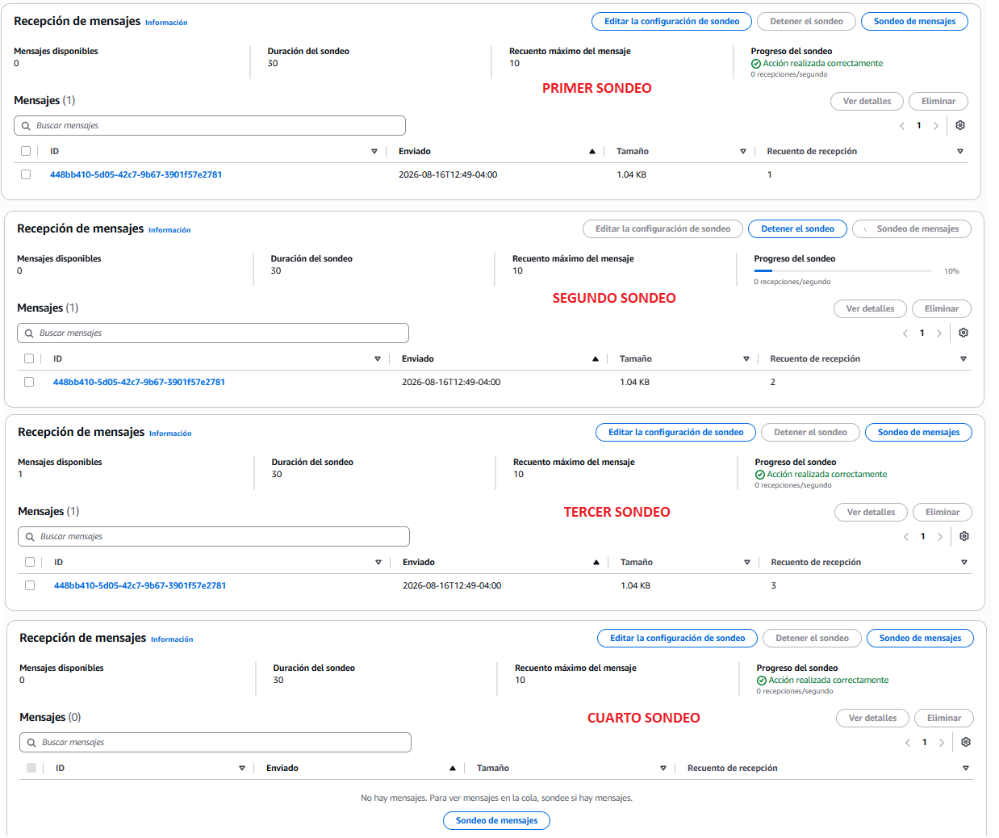 Recepción de mensajes Información Editar la configuración de sondeo Detener el sondeo Sondeo de mensajes
Mensajes disponibles Duración del sondeo Recuento máximo del mensaje Progreso del sondeo
0 30 10 Acción realizada correctamente
0 recepciones/segundo
PRIMER SONDEO
Mensajes (1) Ver detalles Eliminar
Buscar mensajes 1
ID Enviado Tamaño Recuento de recepción
448bb410-5d05-42c7-9b67-3901f57e2781 2026-08-16T12:49-04:00 1.04 KB 1
Recepción de mensajes Información Editar la configuración de sondeo Detener el sondeo Sondeo de mensajes
Mensajes disponibles Duración del sondeo Recuento máximo del mensaje Progreso del sondeo
0 30 10 10%
0 recepciones/segundo
SEGUNDO SONDEO
Mensajes (1) Ver detalles Eliminar
Buscar mensajes 1
ID Enviado Tamaño Recuento de recepción
448bb410-5d05-42c7-9b67-3901f57e2781 2026-08-16T12:49-04:00 1.04 KB 2
Recepción de mensajes Información Editar la configuración de sondeo Detener el sondeo Sondeo de mensajes
Mensajes disponibles Duración del sondeo Recuento máximo del mensaje Progreso del sondeo
1 30 10 Acción realizada correctamente
0 recepciones/segundo
TERCER SONDEO
Mensajes (1) Ver detalles Eliminar
Buscar mensajes 1
ID Enviado Tamaño Recuento de recepción
448bb410-5d05-42c7-9b67-3901f57e2781 2026-08-16T12:49-04:00 1.04 KB 3
Recepción de mensajes Información Editar la configuración de sondeo Detener el sondeo Sondeo de mensajes
Mensajes disponibles Duración del sondeo Recuento máximo del mensaje Progreso del sondeo
0 30 10 Acción realizada correctamente
0 recepciones/segundo
CUARTO SONDEO
Mensajes (0) Ver detalles Eliminar
Buscar mensajes 1
ID Enviado Tamaño Recuento de recepción
No hay mensajes. Para ver mensajes en la cola, sondee si hay mensajes.
Sondeo de mensajes